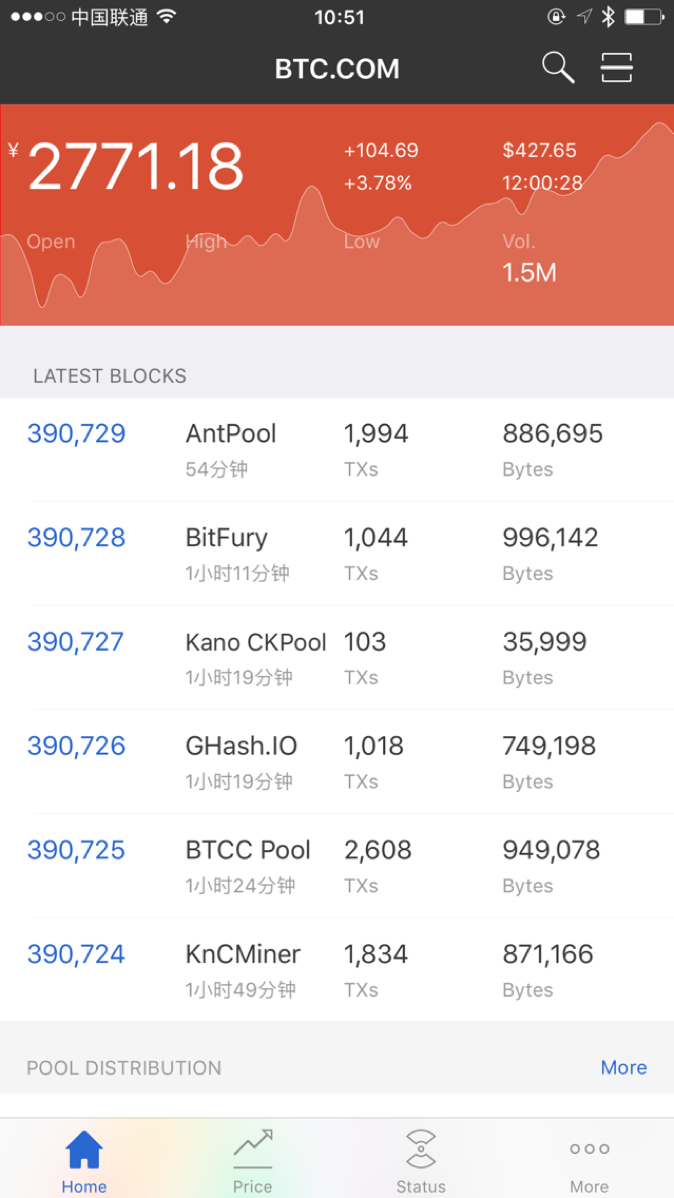 中国联通 10:51
BTC.COM
¥ 2771.18 +104.69 $427.65
+3.78% 12:00:28
Open High Low Vol.
1.5M
LATEST BLOCKS
390,729 AntPool 1,994 886,695
54分钟 TXs Bytes
390,728 BitFury 1,044 996,142
1小时11分钟 TXs Bytes
390,727 Kano CKPool 103 35,999
1小时19分钟 TXs Bytes
390,726 GHash.IO 1,018 749,198
1小时19分钟 TXs Bytes
390,725 BTCC Pool 2,608 949,078
1小时24分钟 TXs Bytes
390,724 KnCMiner 1,834 871,166
1小时49分钟 TXs Bytes
POOL DISTRIBUTION More
Home Price Status More